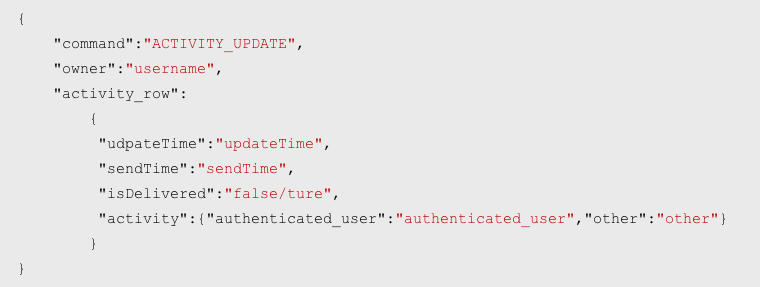 {
"command":"ACTIVITY_UPDATE",
"owner":"username",
"activity_row":
{
"udpateTime":"updateTime",
"sendTime":"sendTime",
"isDelivered":"false/ture",
"activity":{"authenticated_user":"authenticated_user","other":"other"}
}
}